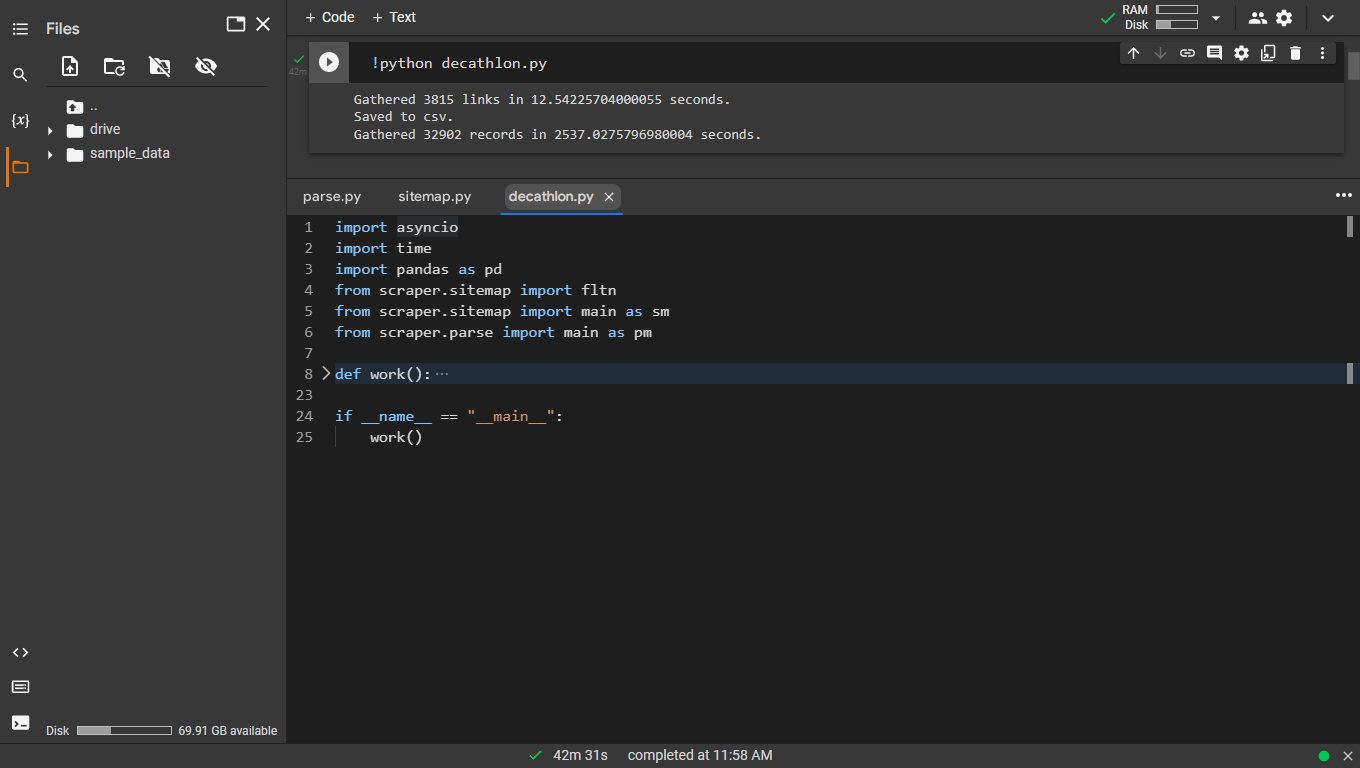 Files
+ Code + Text
RAM
Disk
{x}
..
drive
sample_data
42m
!python decathlon.py
Gathered 3815 links in 12.54225704000055 seconds.
Saved to csv.
Gathered 32902 records in 2537.0275796980004 seconds.
parse.py sitemap.py decathlon.py
1 import asyncio
2 import time
3 import pandas as pd
4 from scraper.sitemap import fltn
5 from scraper.sitemap import main as sm
6 from scraper.parse import main as pm
7
8 def work(): ···
23
24 if __name__ == "__main__":
25 work()
Disk 69.91 GB available
42m 31s completed at 11:58 AM